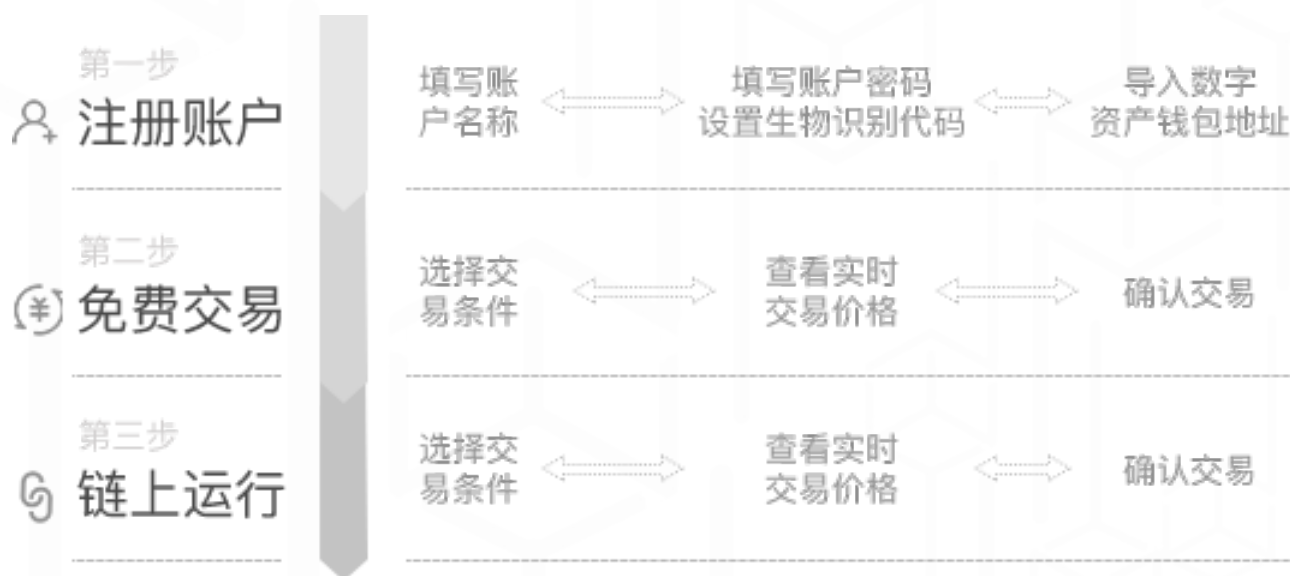 第一步
注册账户
填写账
户名称
填写账户密码
设置生物识别代码
导入数字
资产钱包地址
第二步
免费交易
选择交
易条件
查看实时
交易价格
确认交易
第三步
链上运行
选择交
易条件
查看实时
交易价格
确认交易